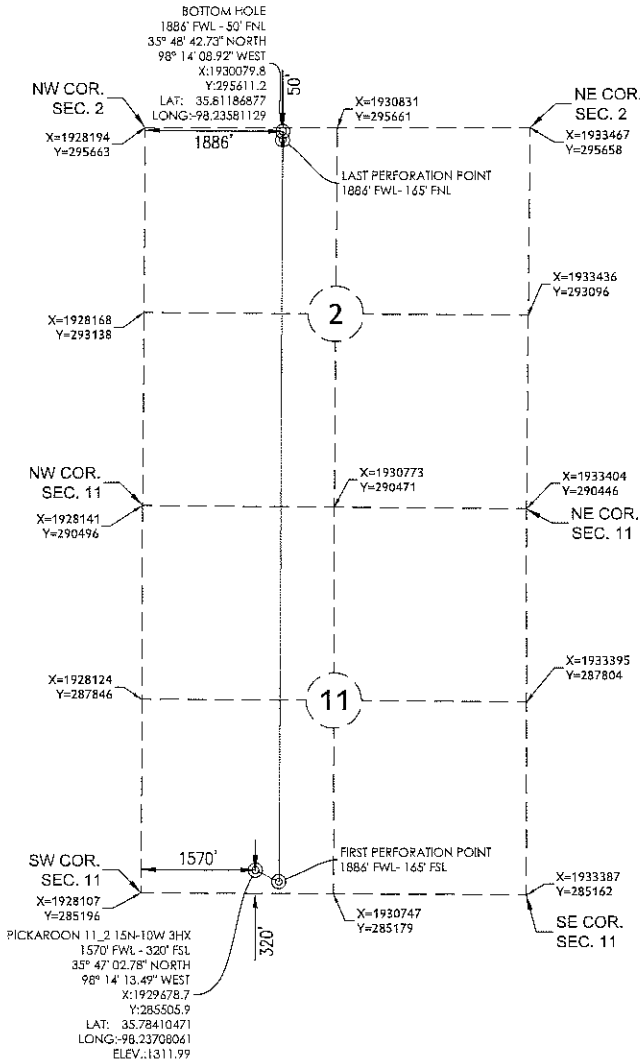 BOTTOM HOLE
1886' FWL - 50' FNL
35° 48' 42.73" NORTH
98° 14' 08.92" WEST
X:1930079.8
Y:295611.2
LAT: 35.81186877
LONG:-98.23581129
50'
NW COR.
SEC. 2
X=1928194
Y=295663
1886'
X=1930831
Y=295661
NE COR.
SEC. 2
X=1933467
Y=295658
LAST PERFORATION POINT
1886' FWL- 165' FNL
X=1928168
Y=293138
2
X=1933436
Y=293096
NW COR.
SEC. 11
X=1928141
Y=290496
X=1930773
Y=290471
X=1933404
Y=290446
NE COR.
SEC. 11
X=1928124
Y=287846
11
X=1933395
Y=287804
SW COR.
SEC. 11
X=1928107
Y=285196
1570'
FIRST PERFORATION POINT
1886' FWL- 165' FSL
320'
X=1930747
Y=285179
X=1933387
Y=285162
SE COR.
SEC. 11
PICKAROON 11_2 15N-10W 3HX
1570' FWL - 320' FSL
35° 47' 02.78" NORTH
98° 14' 13.49" WEST
X:1929678.9
Y:285505.9
LAT: 35.78410471
LONG:-98.23708061
ELEV.:1311.99